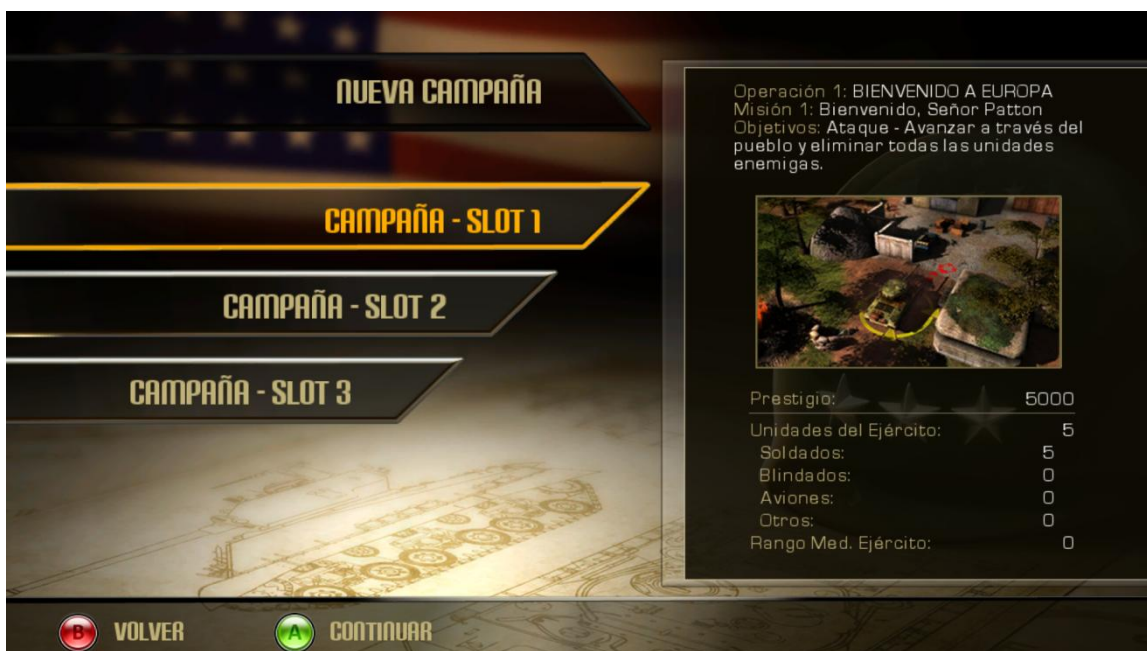 NUEVA CAMPAÑA
CAMPAÑA - SLOT 1
CAMPAÑA - SLOT 2
CAMPAÑA - SLOT 3
Operación 1: BIENVENIDO A EUROPA
Misión 1: Bienvenido, Señor Patton
Objetivos: Ataque - Avanzar a través del
pueblo y eliminar todas las unidades
enemigas.
Prestigio: 5000
Unidades del Ejército: 5
Soldados: 5
Blindados: 0
Aviones: 0
Otros: 0
Rango Med. Ejército: 0
B VOLVER
A CONTINUAR